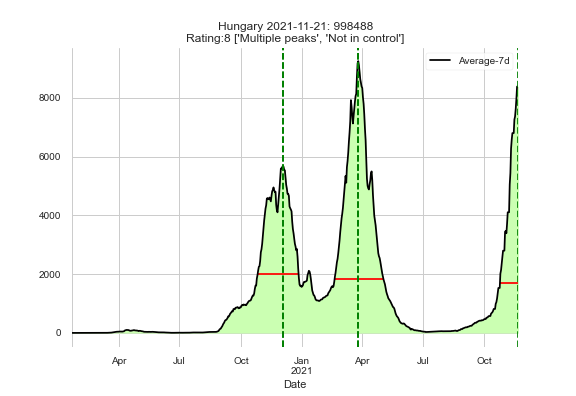 Hungary 2021-11-21: 998488
Rating:8 ['Multiple peaks', 'Not in control']
Average-7d
8000
6000
4000
2000
0
Apr
Jul
Oct
Jan
2021
Apr
Jul
Oct
Date